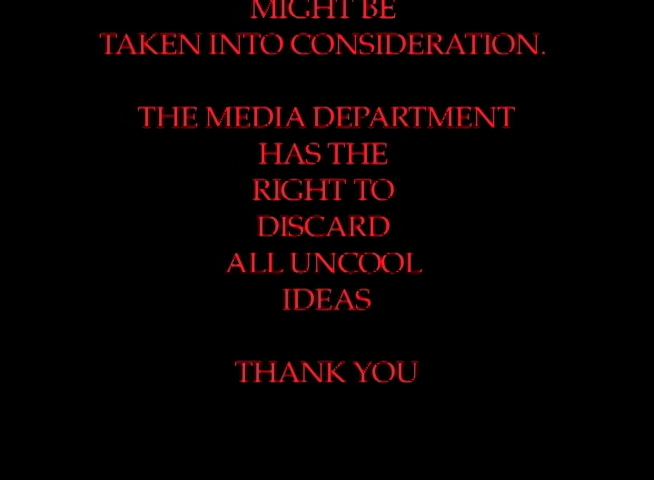 MIGHT BE
TAKEN INTO CONSIDERATION.
THE MEDIA DEPARTMENT
HAS THE
RIGHT TO
DISCARD
ALL UNCOOL
IDEAS
THANK YOU